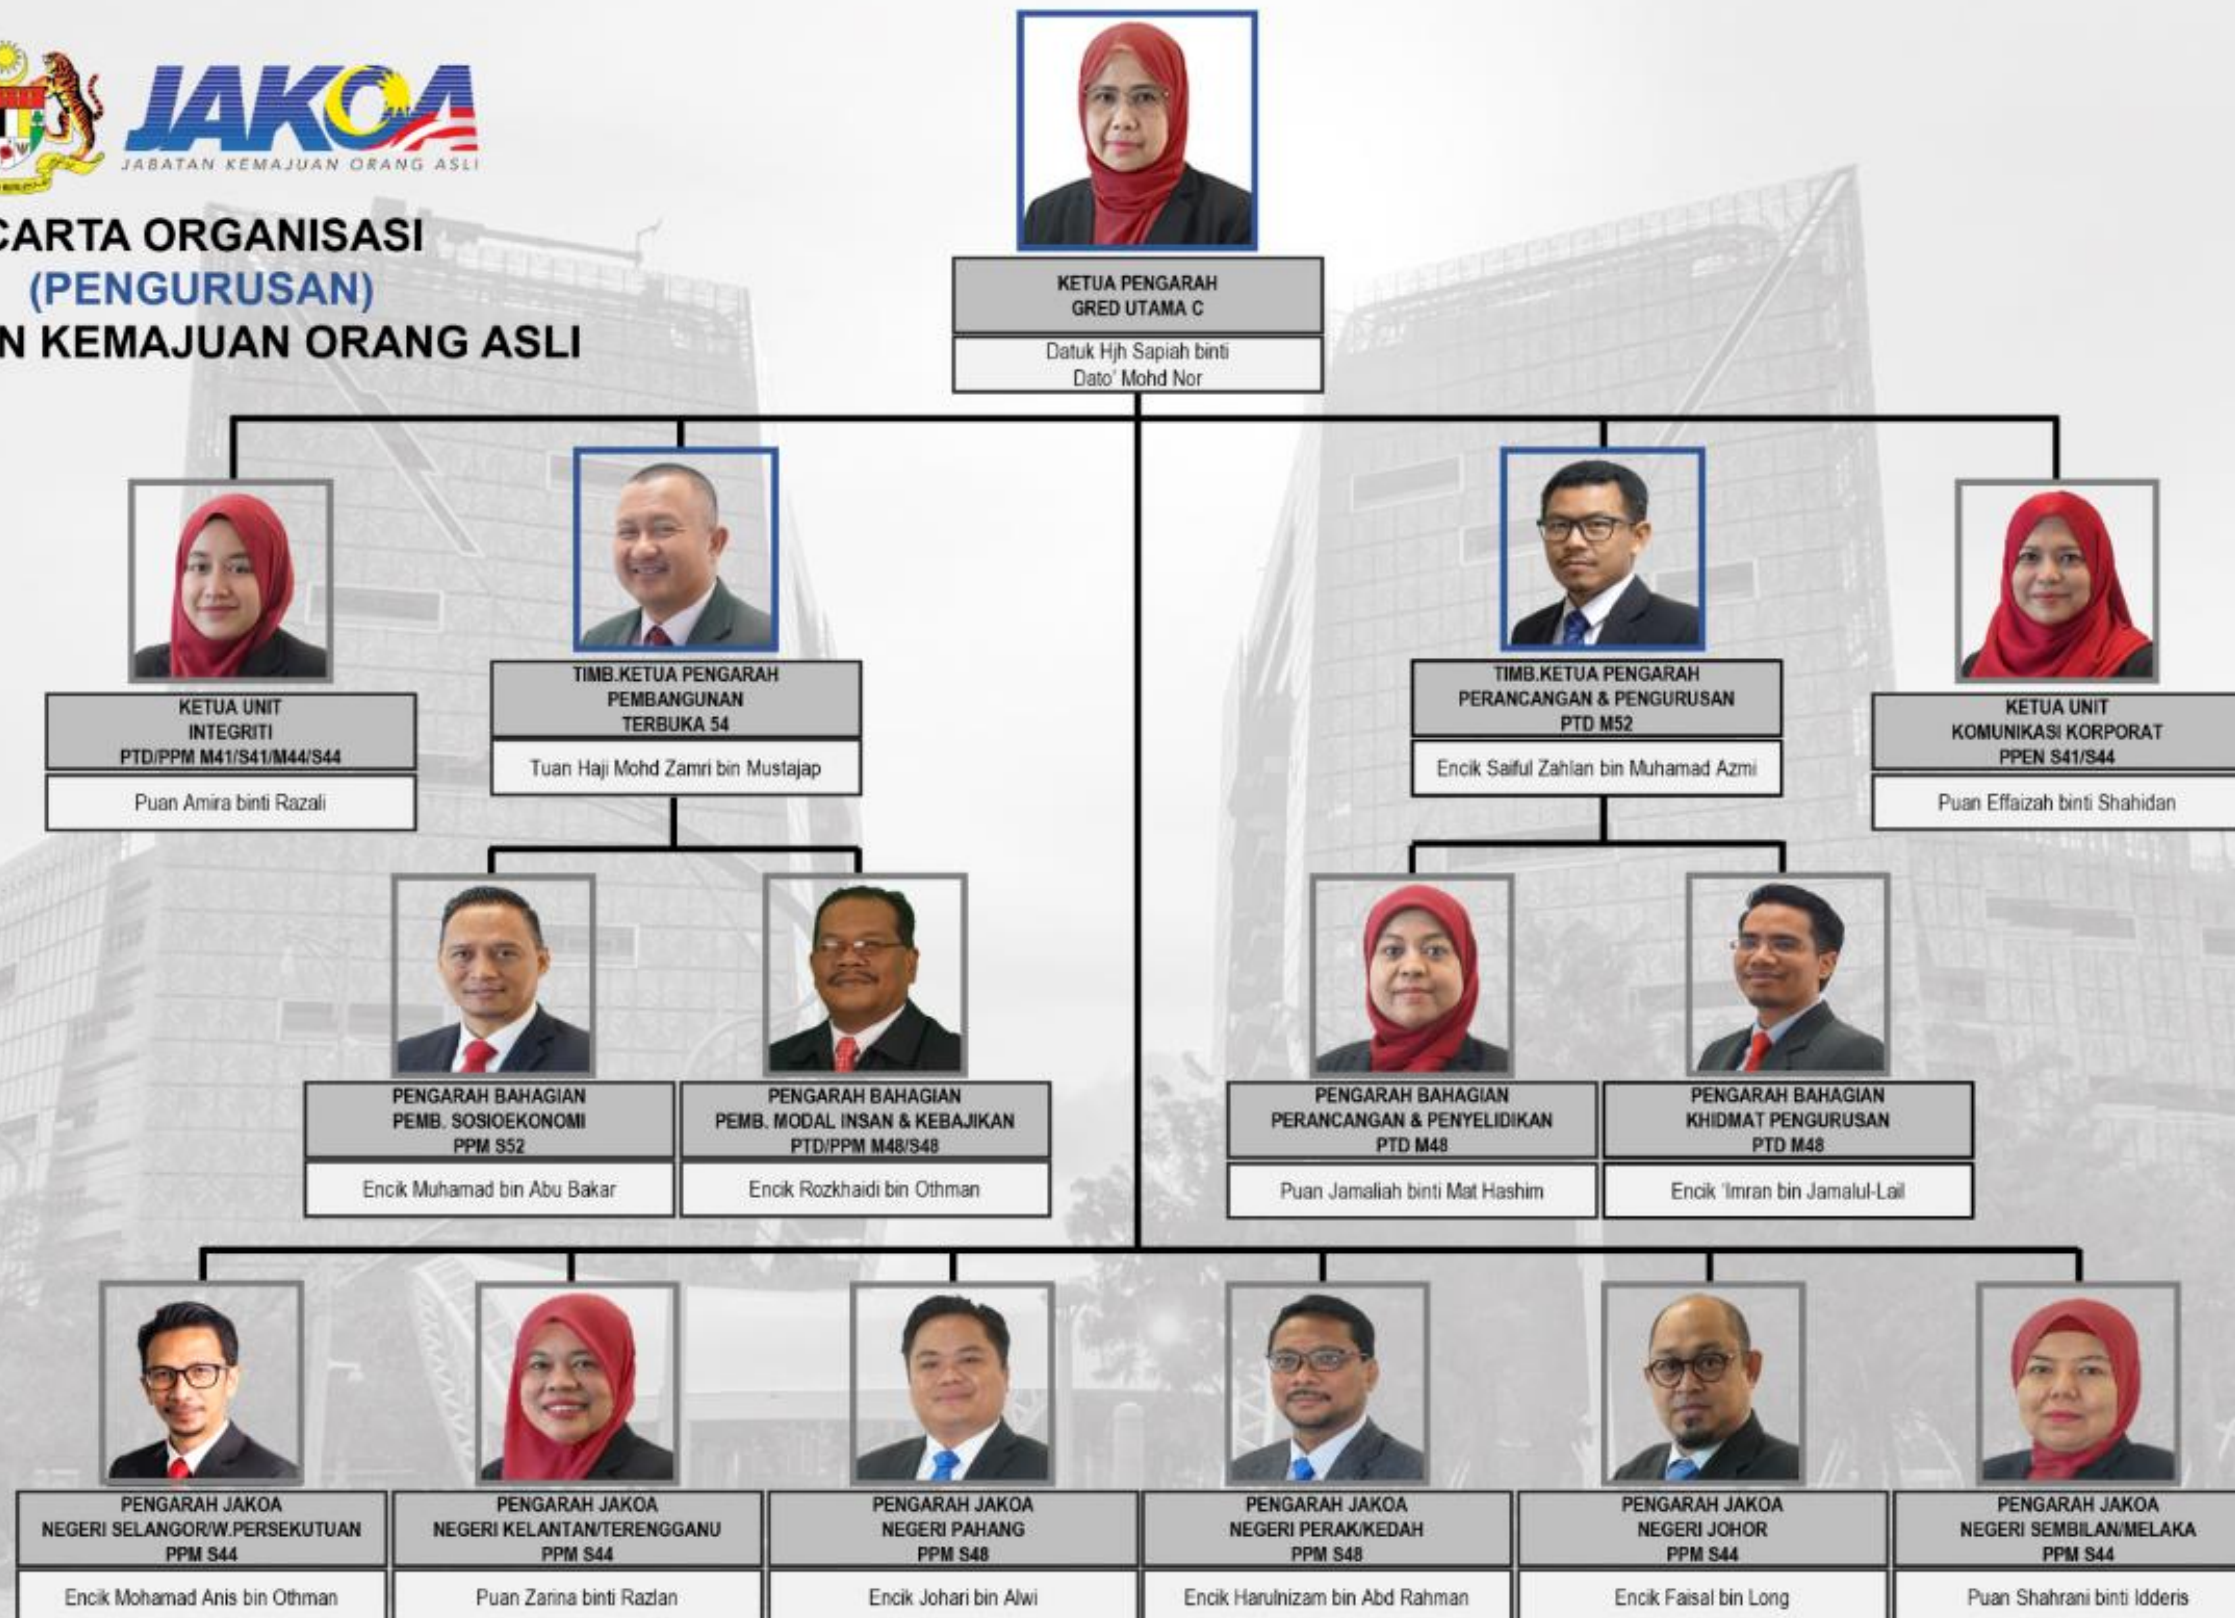 JAKOA
JABATAN KEMAJUAN ORANG ASLI
CARTA ORGANISASI
(PENGURUSAN)
N KEMAJUAN ORANG ASLI
KETUA PENGARAH
GRED UTAMA C
Datuk Hjh Sapiah binti
Dato' Mohd Nor
KETUA UNIT
INTEGRITI
PTD/PPM M41/S41/M44/S44
Puan Amira binti Razali
TIMB.KETUA PENGARAH
PEMBANGUNAN
TERBUKA 54
Tuan Haji Mohd Zamri bin Mustajap
TIMB.KETUA PENGARAH
PERANCANGAN & PENGURUSAN
PTD M52
Encik Saiful Zahlan bin Muhamad Azmi
KETUA UNIT
KOMUNIKASI KORPORAT
PPEN S41/S44
Puan Effaizah binti Shahidan
PENGARAH BAHAGIAN
PEMB. SOSIOEKONOMI
PPM S52
Encik Muhamad bin Abu Bakar
PENGARAH BAHAGIAN
PEMB. MODAL INSAN & KEBAJIKAN
PTD/PPM M48/S48
Encik Rozkhaidi bin Othman
PENGARAH BAHAGIAN
PERANCANGAN & PENYELIDIKAN
PTD M48
Puan Jamaliah binti Mat Hashim
PENGARAH BAHAGIAN
KHIDMAT PENGURUSAN
PTD M48
Encik 'Imran bin Jamalul-Lail
PENGARAH JAKOA
NEGERI SELANGOR/W.PERSEKUTUAN
PPM S44
Encik Mohamad Anis bin Othman
PENGARAH JAKOA
NEGERI KELANTAN/TERENGGANU
PPM S44
Puan Zarina binti Razlan
PENGARAH JAKOA
NEGERI PAHANG
PPM S48
Encik Johari bin Alwi
PENGARAH JAKOA
NEGERI PERAK/KEDAH
PPM S48
Encik Harulnizam bin Abd Rahman
PENGARAH JAKOA
NEGERI JOHOR
PPM S44
Encik Faisal bin Long
PENGARAH JAKOA
NEGERI SEMBILAN/MELAKA
PPM S44
Puan Shahrani binti Idderis